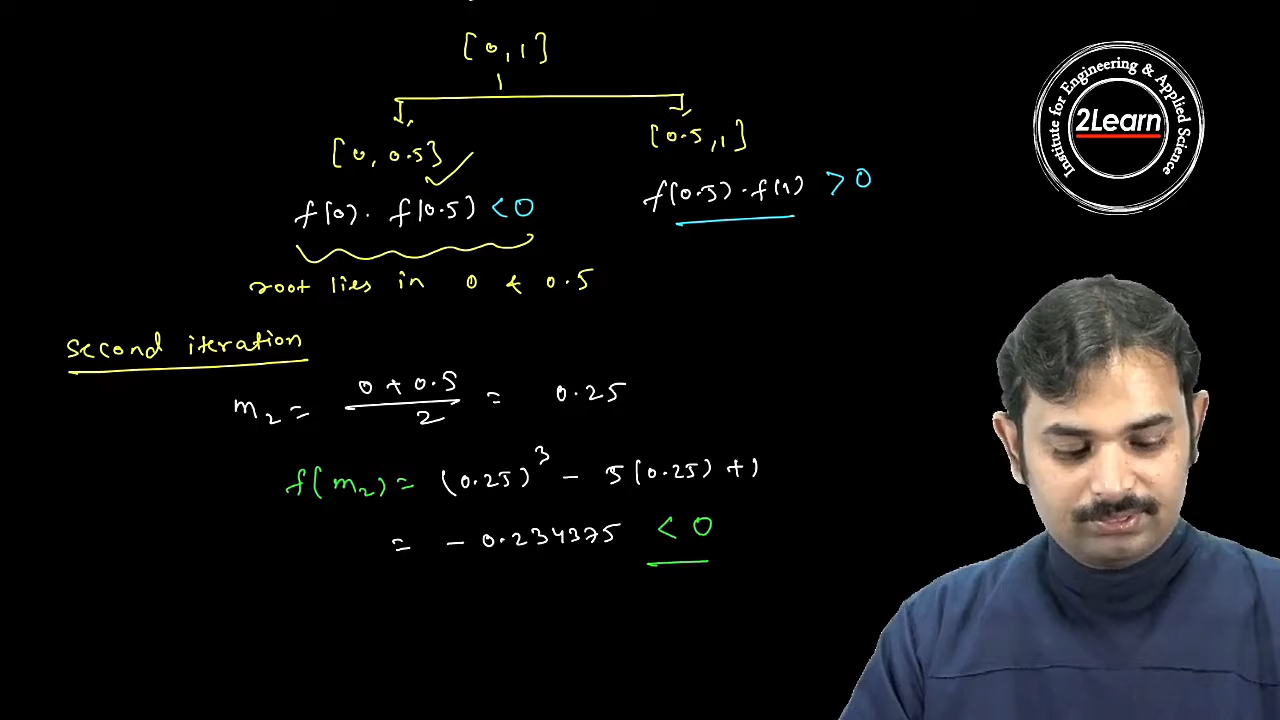 [0, 1]
[0, 0.5] ✓
[0.5, 1]
f(0) . f(0.5) < 0
f(0.5) . f(1) > 0
root lies in 0 & 0.5
Second iteration
m₂ = (0 + 0.5)/2 = 0.25
f(m₂) = (0.25)³ - 5(0.25) + 1
= - 0.234375 < 0
Institute for Engineering & Applied Science
2Learn